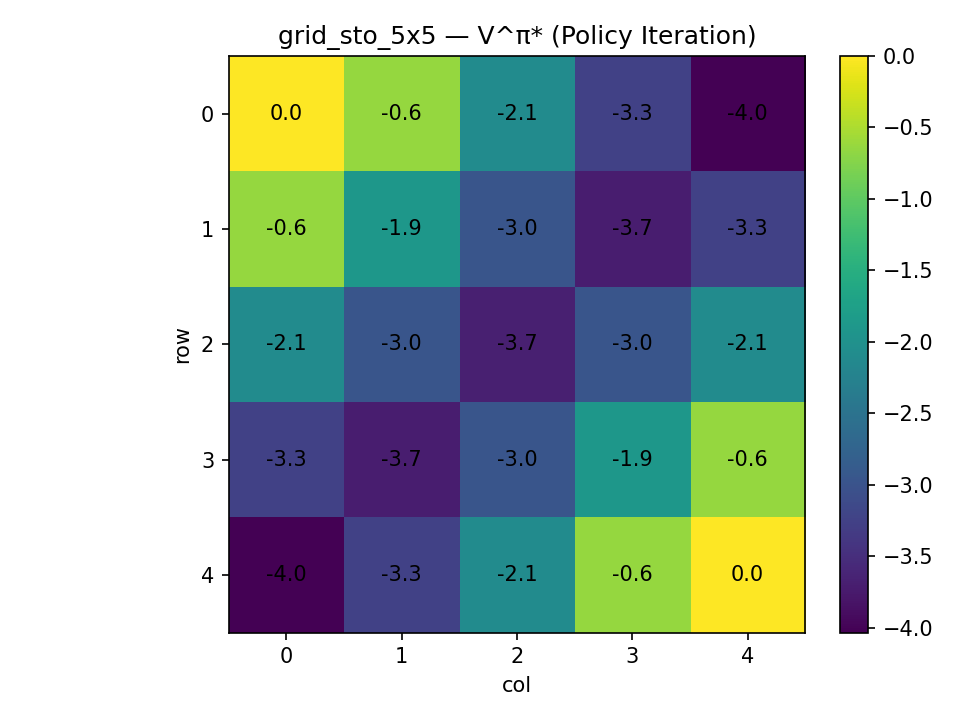 grid_sto_5x5 — V^π* (Policy Iteration)
0 0.0 -0.6 -2.1 -3.3 -4.0
1 -0.6 -1.9 -3.0 -3.7 -3.3
2 -2.1 -3.0 -3.7 -3.0 -2.1
3 -3.3 -3.7 -3.0 -1.9 -0.6
4 -4.0 -3.3 -2.1 -0.6 0.0
0 1 2 3 4
col
row
0.0
−0.5
−1.0
−1.5
−2.0
−2.5
−3.0
−3.5
−4.0